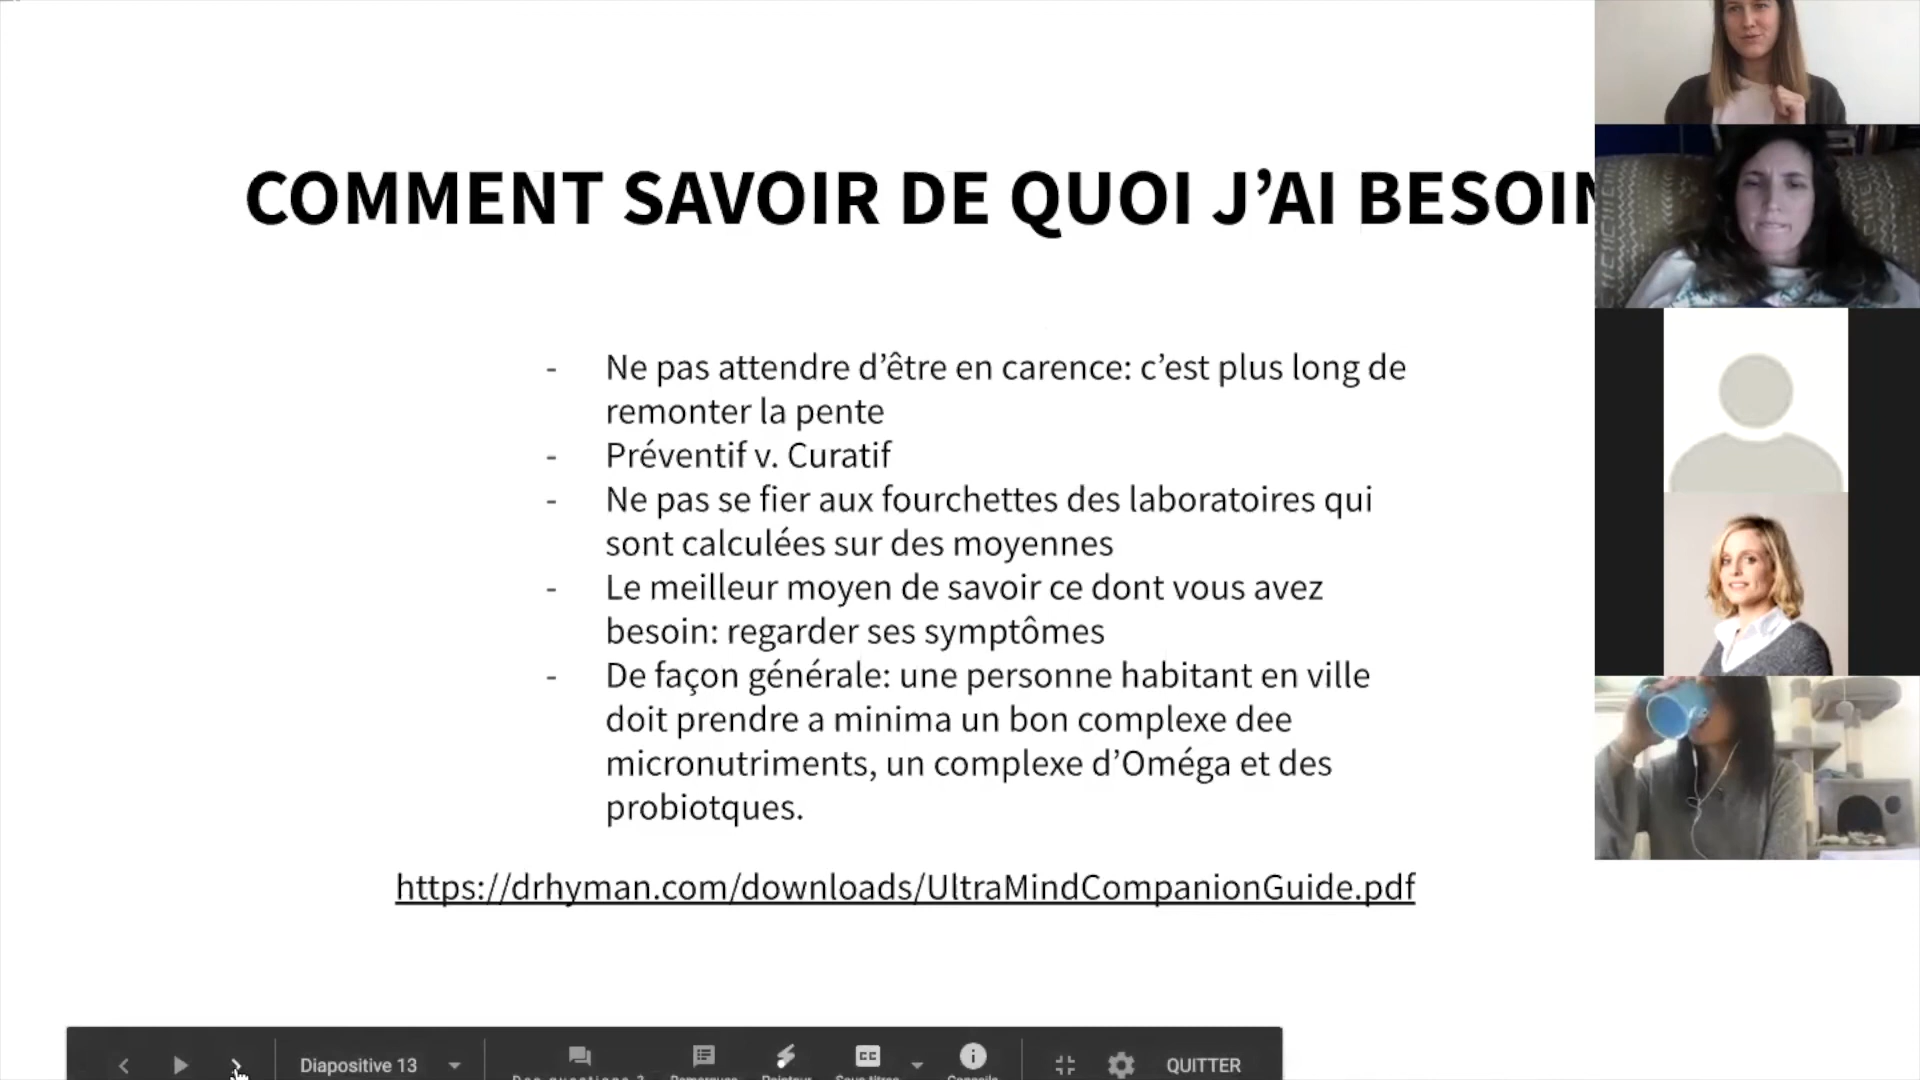 COMMENT SAVOIR DE QUOI J’AI BESOIN
- Ne pas attendre d’être en carence: c’est plus long de
remonter la pente
- Préventif v. Curatif
- Ne pas se fier aux fourchettes des laboratoires qui
sont calculées sur des moyennes
- Le meilleur moyen de savoir ce dont vous avez
besoin: regarder ses symptômes
- De façon générale: une personne habitant en ville
doit prendre a minima un bon complexe dee
micronutriments, un complexe d’Oméga et des
probiotques.
https://drhyman.com/downloads/UltraMindCompanionGuide.pdf
Diapositive 13
CC
QUITTER